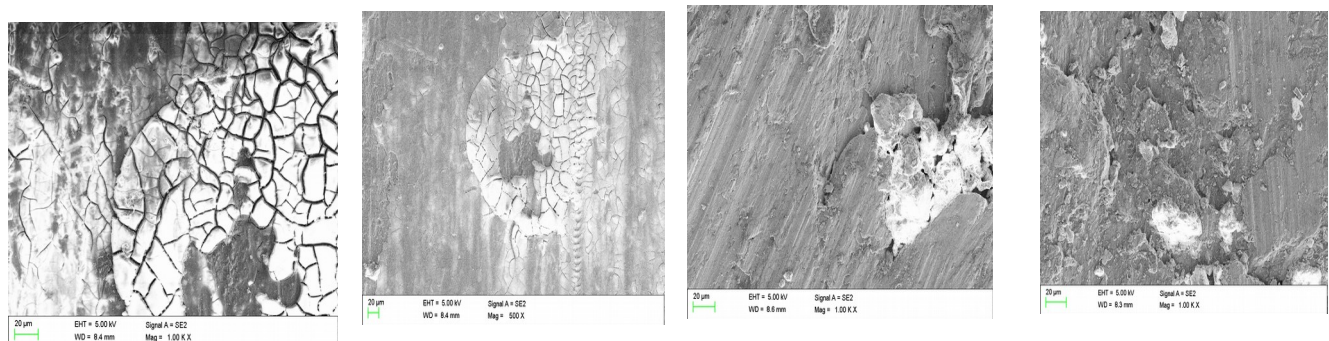 20 µm
EHT = 5.00 kV
Signal A = SE2
WD = 8.4 mm
Mag = 1.00 K X
20 µm
EHT = 5.00 kV
Signal A = SE2
WD = 8.4 mm
Mag = 500 X
20 µm
EHT = 5.00 kV
Signal A = SE2
WD = 8.6 mm
Mag = 1.00 K X
20 µm
EHT = 5.00 kV
Signal A = SE2
WD = 8.3 mm
Mag = 1.00 K X